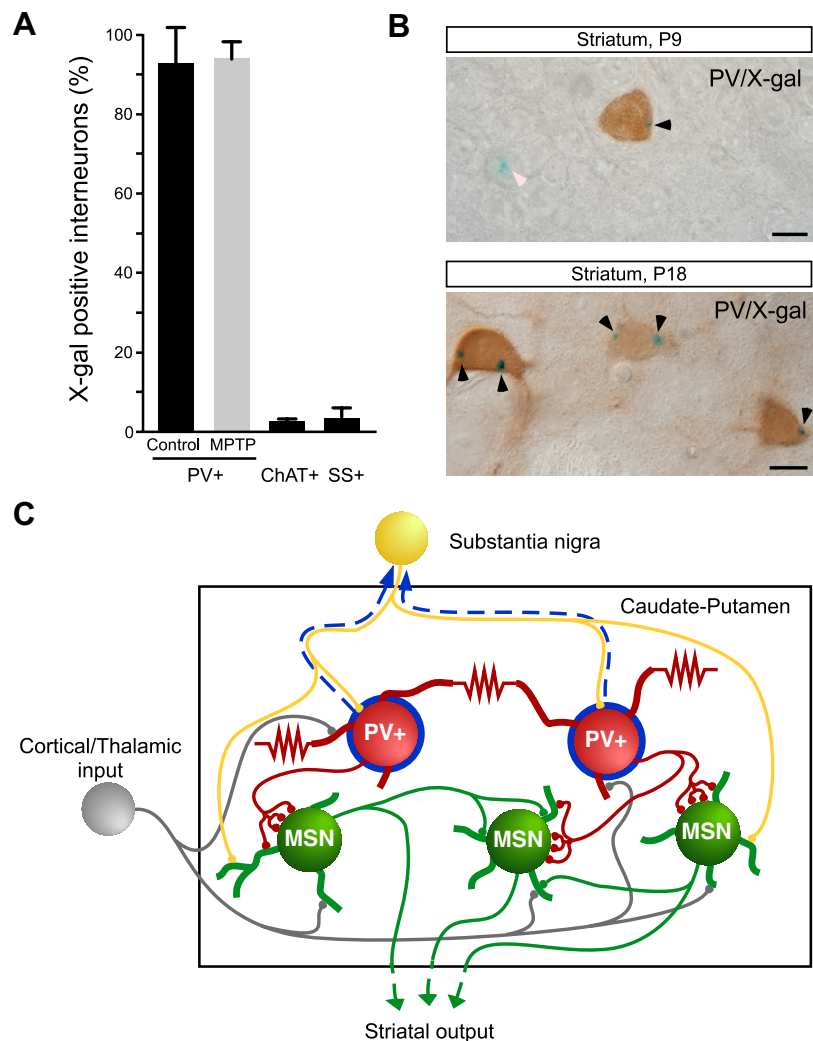 A
X-gal positive interneurons (%)
100
80
60
40
20
0
Control MPTP
PV+ ChAT+ SS+
B
Striatum, P9
PV/X-gal
Striatum, P18
PV/X-gal
C
Substantia nigra
Caudate-Putamen
PV+
PV+
Cortical/Thalamic
input
MSN
MSN
MSN
Striatal output